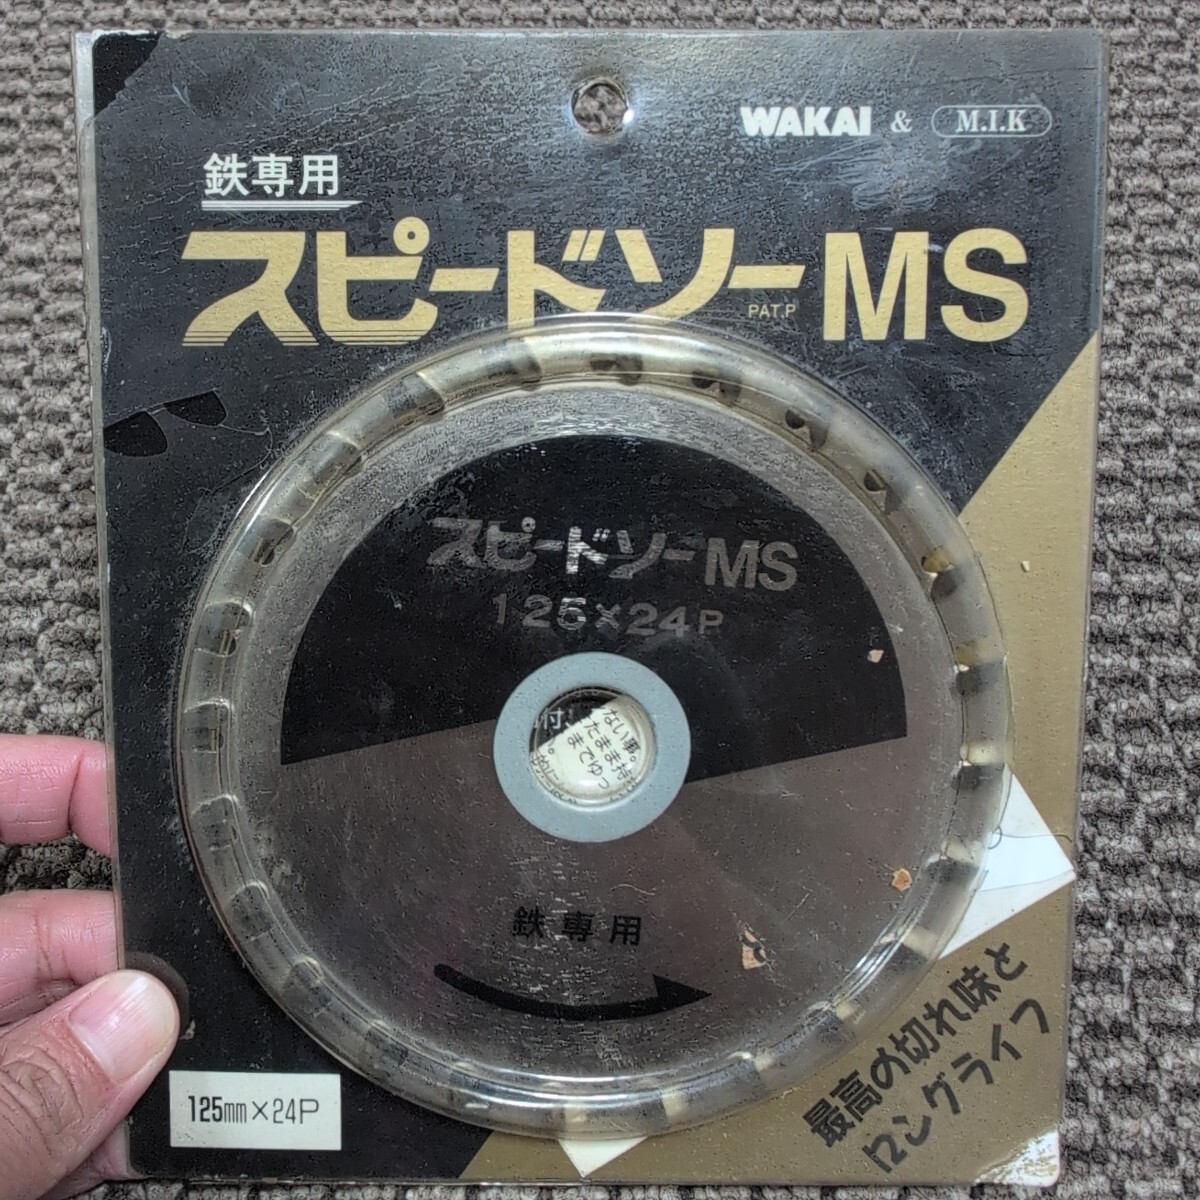 WAKAI & M.I.K
鉄専用
スピードソーMS
PAT.P
スピードソーMS
125×24P
鉄専用
125mm×24P
最高の切れ味と
ロングライフ